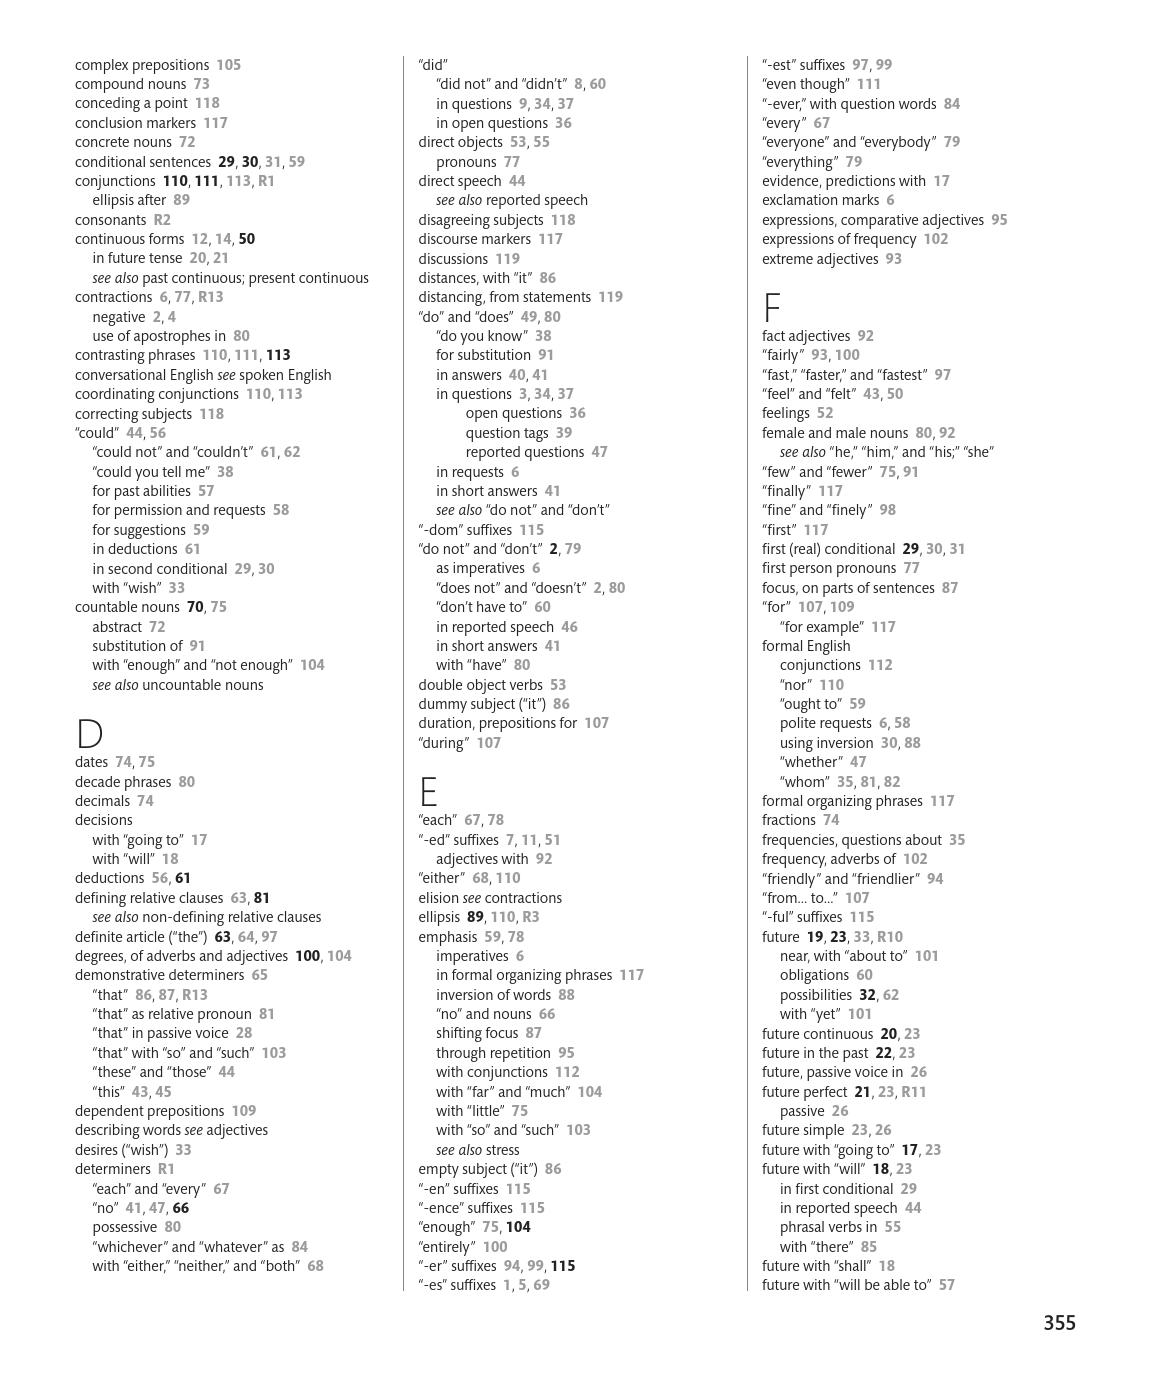 complex prepositions 105
compound nouns 73
conceding a point 118
conclusion markers 117
concrete nouns 72
conditional sentences 29, 30, 31, 59
conjunctions 110, 111, 113, R1
ellipsis after 89
consonants R2
continuous forms 12, 14, 50
in future tense 20, 21
see also past continuous; present continuous
contractions 6, 77, R13
negative 2, 4
use of apostrophes in 80
contrasting phrases 110, 111, 113
conversational English see spoken English
coordinating conjunctions 110, 113
correcting subjects 118
“could” 44, 56
“could not” and “couldn’t” 61, 62
“could you tell me” 38
for past abilities 57
for permission and requests 58
for suggestions 59
in deductions 61
in second conditional 29, 30
with “wish” 33
countable nouns 70, 75
abstract 72
substitution of 91
with “enough” and “not enough” 104
see also uncountable nouns
D
dates 74, 75
decade phrases 80
decimals 74
decisions
with “going to” 17
with “will” 18
deductions 56, 61
defining relative clauses 63, 81
see also non-defining relative clauses
definite article (“the”) 63, 64, 97
degrees, of adverbs and adjectives 100, 104
demonstrative determiners 65
“that” 86, 87, R13
“that” as relative pronoun 81
“that” in passive voice 28
“that” with “so” and “such” 103
“these” and “those” 44
“this” 43, 45
dependent prepositions 109
describing words see adjectives
desires (“wish”) 33
determiners R1
“each” and “every” 67
“no” 41, 47, 66
possessive 80
“whichever” and “whatever” as 84
with “either,” “neither,” and “both” 68
“did”
“did not” and “didn’t” 8, 60
in questions 9, 34, 37
in open questions 36
direct objects 53, 55
pronouns 77
direct speech 44
see also reported speech
disagreeing subjects 118
discourse markers 117
discussions 119
distances, with “it” 86
distancing, from statements 119
“do” and “does” 49, 80
“do you know” 38
for substitution 91
in answers 40, 41
in questions 3, 34, 37
open questions 36
question tags 39
reported questions 47
in requests 6
in short answers 41
see also “do not” and “don’t”
“-dom” suffixes 115
“do not” and “don’t” 2, 79
as imperatives 6
“does not” and “doesn’t” 2, 80
“don’t have to” 60
in reported speech 46
in short answers 41
with “have” 80
double object verbs 53
dummy subject (“it”) 86
duration, prepositions for 107
“during” 107
E
“each” 67, 78
“-ed” suffixes 7, 11, 51
adjectives with 92
“either” 68, 110
elision see contractions
ellipsis 89, 110, R3
emphasis 59, 78
imperatives 6
in formal organizing phrases 117
inversion of words 88
“no” and nouns 66
shifting focus 87
through repetition 95
with conjunctions 112
with “far” and “much” 104
with “little” 75
with “so” and “such” 103
see also stress
empty subject (“it”) 86
“-en” suffixes 115
“-ence” suffixes 115
“enough” 75, 104
“entirely” 100
“-er” suffixes 94, 99, 115
“-es” suffixes 1, 5, 69
“-est” suffixes 97, 99
“even though” 111
“-ever,” with question words 84
“every” 67
“everyone” and “everybody” 79
“everything” 79
evidence, predictions with 17
exclamation marks 6
expressions, comparative adjectives 95
expressions of frequency 102
extreme adjectives 93
F
fact adjectives 92
“fairly” 93, 100
“fast,” “faster,” and “fastest” 97
“feel” and “felt” 43, 50
feelings 52
female and male nouns 80, 92
see also “he,” “him,” and “his;” “she”
“few” and “fewer” 75, 91
“finally” 117
“fine” and “finely” 98
“first” 117
first (real) conditional 29, 30, 31
first person pronouns 77
focus, on parts of sentences 87
“for” 107, 109
“for example” 117
formal English
conjunctions 112
“nor” 110
“ought to” 59
polite requests 6, 58
using inversion 30, 88
“whether” 47
“whom” 35, 81, 82
formal organizing phrases 117
fractions 74
frequencies, questions about 35
frequency, adverbs of 102
“friendly” and “friendlier” 94
“from... to...” 107
“-ful” suffixes 115
future 19, 23, 33, R10
near, with “about to” 101
obligations 60
possibilities 32, 62
with “yet” 101
future continuous 20, 23
future in the past 22, 23
future, passive voice in 26
future perfect 21, 23, R11
passive 26
future simple 23, 26
future with “going to” 17, 23
future with “will” 18, 23
in first conditional 29
in reported speech 44
phrasal verbs in 55
with “there” 85
future with “shall” 18
future with “will be able to” 57
355